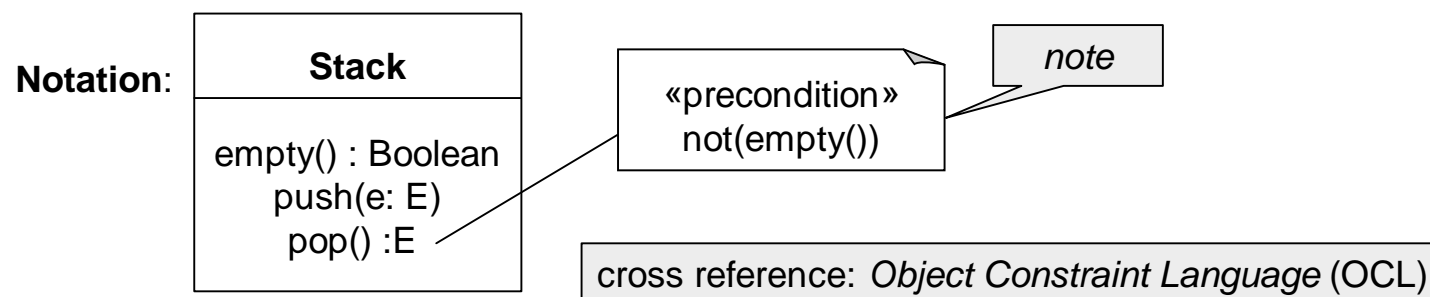 Notation:
Stack
empty() : Boolean
push(e: E)
pop() :E
«precondition»
not(empty())
note
cross reference: Object Constraint Language (OCL)